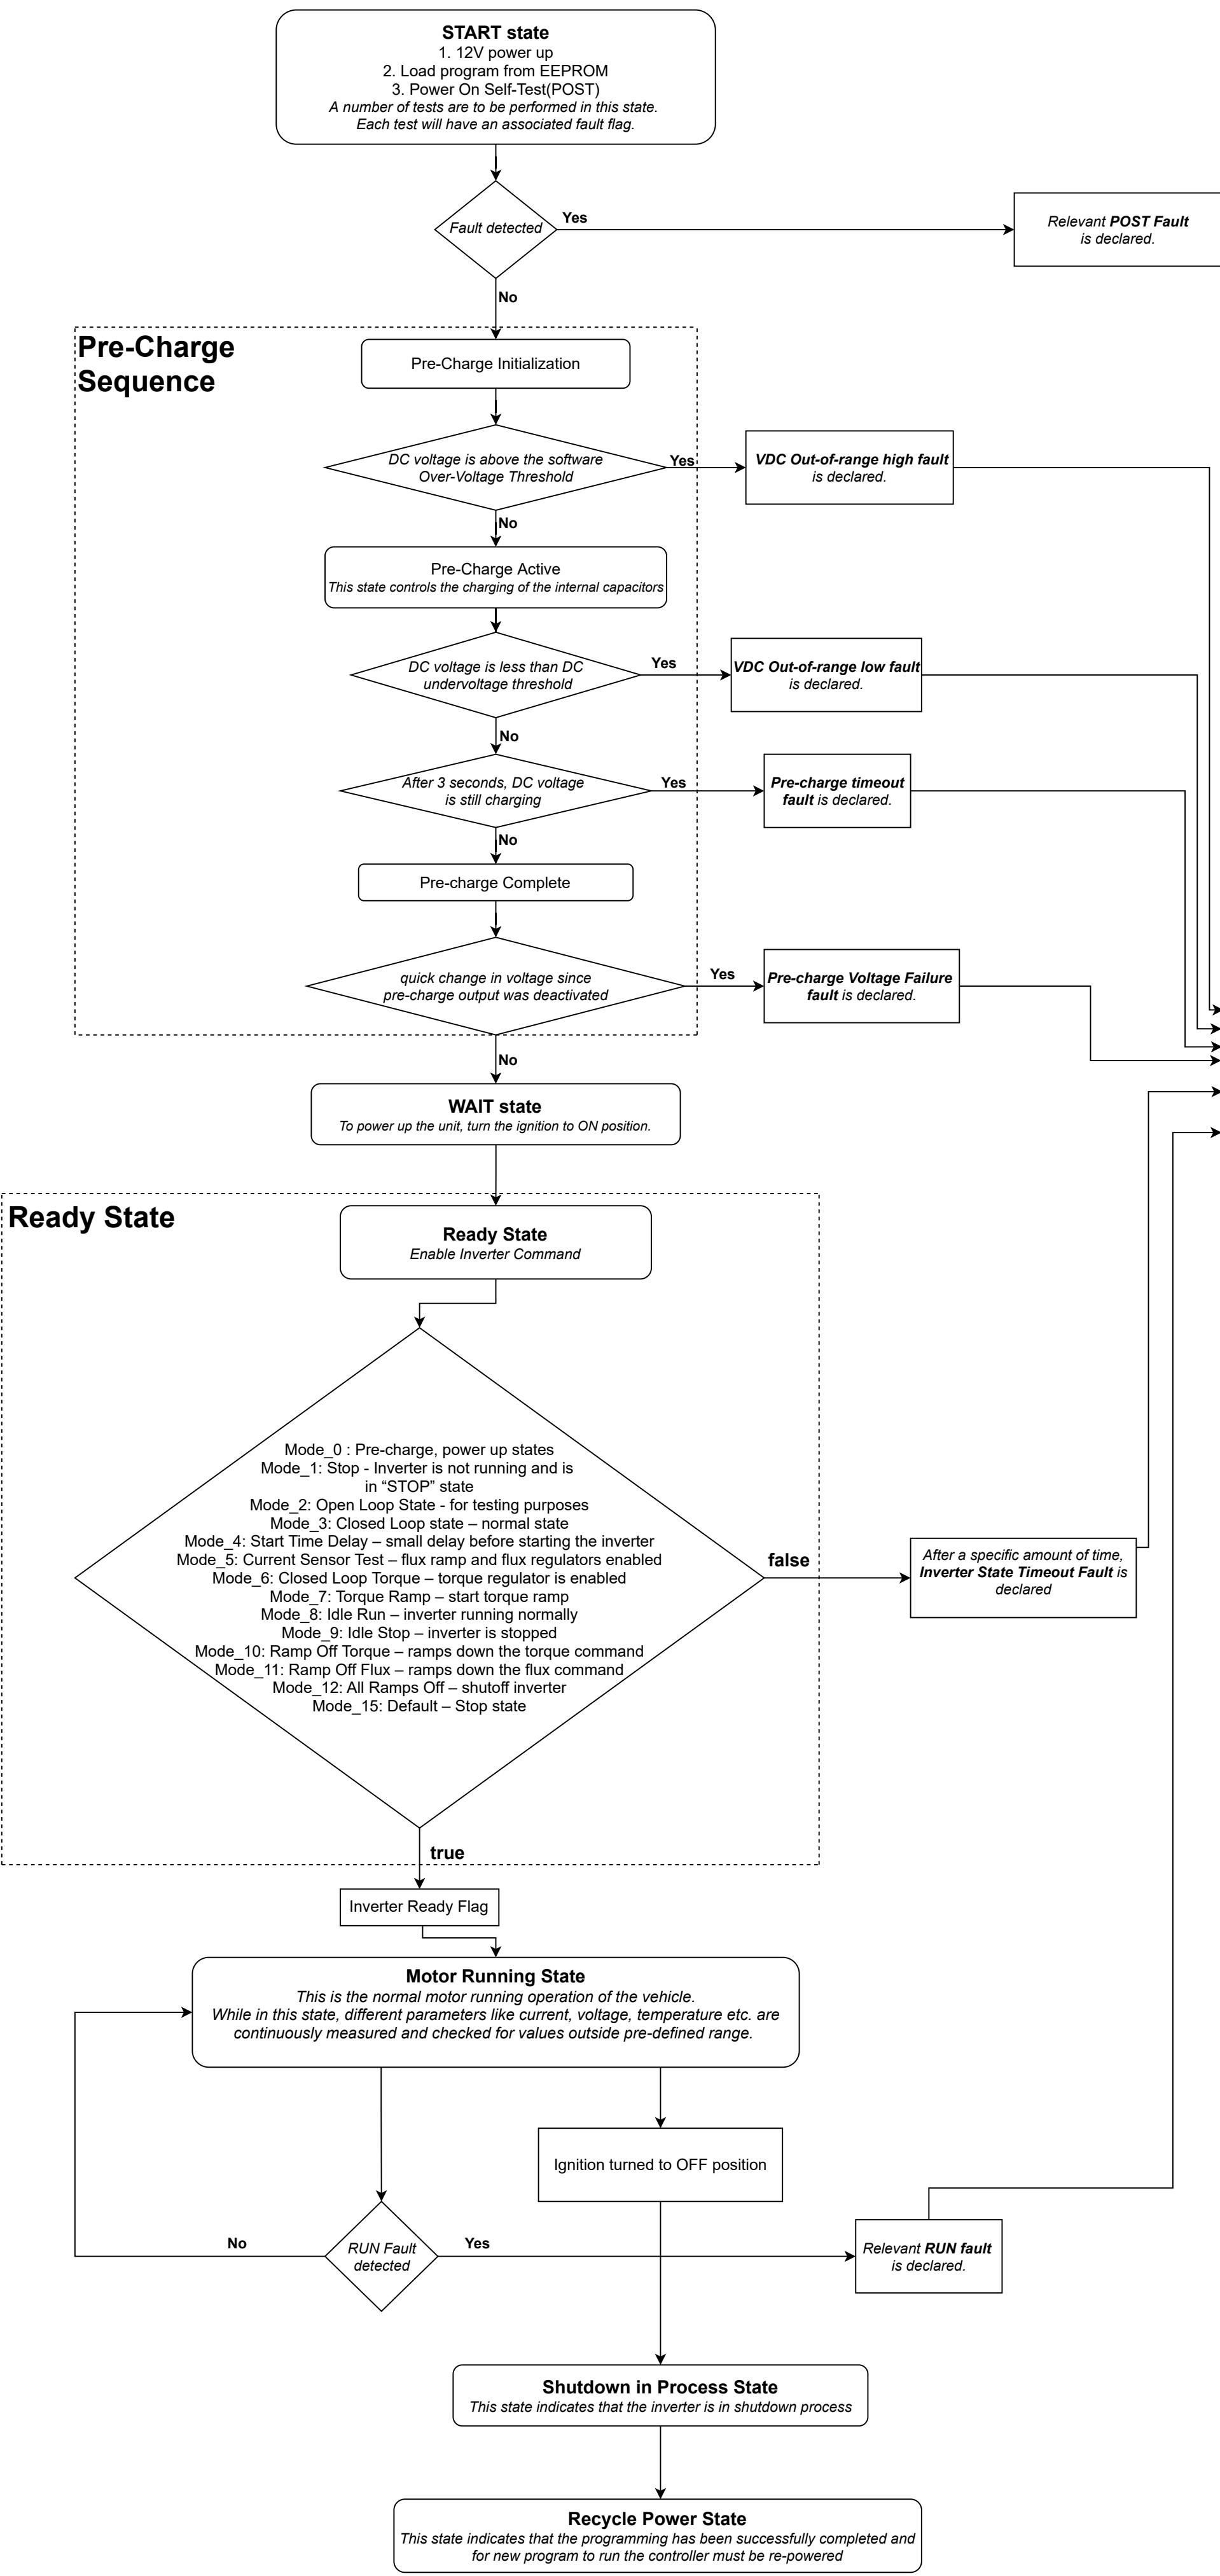 START state
1. 12V power up
2. Load program from EEPROM
3. Power On Self-Test(POST)
A number of tests are to be performed in this state.
Each test will have an associated fault flag.
Fault detected
Yes
Relevant POST Fault
is declared.
No
Pre-Charge
Sequence
Pre-Charge Initialization
DC voltage is above the software
Over-Voltage Threshold
Yes
VDC Out-of-range high fault
is declared.
No
Pre-Charge Active
This state controls the charging of the internal capacitors
DC voltage is less than DC
undervoltage threshold
Yes
VDC Out-of-range low fault
is declared.
No
After 3 seconds, DC voltage
is still charging
Yes
Pre-charge timeout
fault is declared.
No
Pre-charge Complete
quick change in voltage since
pre-charge output was deactivated
Yes
Pre-charge Voltage Failure
fault is declared.
No
WAIT state
To power up the unit, turn the ignition to ON position.
Ready State
Ready State
Enable Inverter Command
Mode_0 : Pre-charge, power up states
Mode_1: Stop - Inverter is not running and is
in “STOP” state
Mode_2: Open Loop State - for testing purposes
Mode_3: Closed Loop state – normal state
Mode_4: Start Time Delay – small delay before starting the inverter
Mode_5: Current Sensor Test – flux ramp and flux regulators enabled
Mode_6: Closed Loop Torque – torque regulator is enabled
Mode_7: Torque Ramp – start torque ramp
Mode_8: Idle Run – inverter running normally
Mode_9: Idle Stop – inverter is stopped
Mode_10: Ramp Off Torque – ramps down the torque command
Mode_11: Ramp Off Flux – ramps down the flux command
Mode_12: All Ramps Off – shutoff inverter
Mode_15: Default – Stop state
false
After a specific amount of time,
Inverter State Timeout Fault is
declared
true
Inverter Ready Flag
Motor Running State
This is the normal motor running operation of the vehicle.
While in this state, different parameters like current, voltage, temperature etc. are
continuously measured and checked for values outside pre-defined range.
Ignition turned to OFF position
No
RUN Fault
detected
Yes
Relevant RUN fault
is declared.
Shutdown in Process State
This state indicates that the inverter is in shutdown process
Recycle Power State
This state indicates that the programming has been successfully completed and
for new program to run the controller must be re-powered